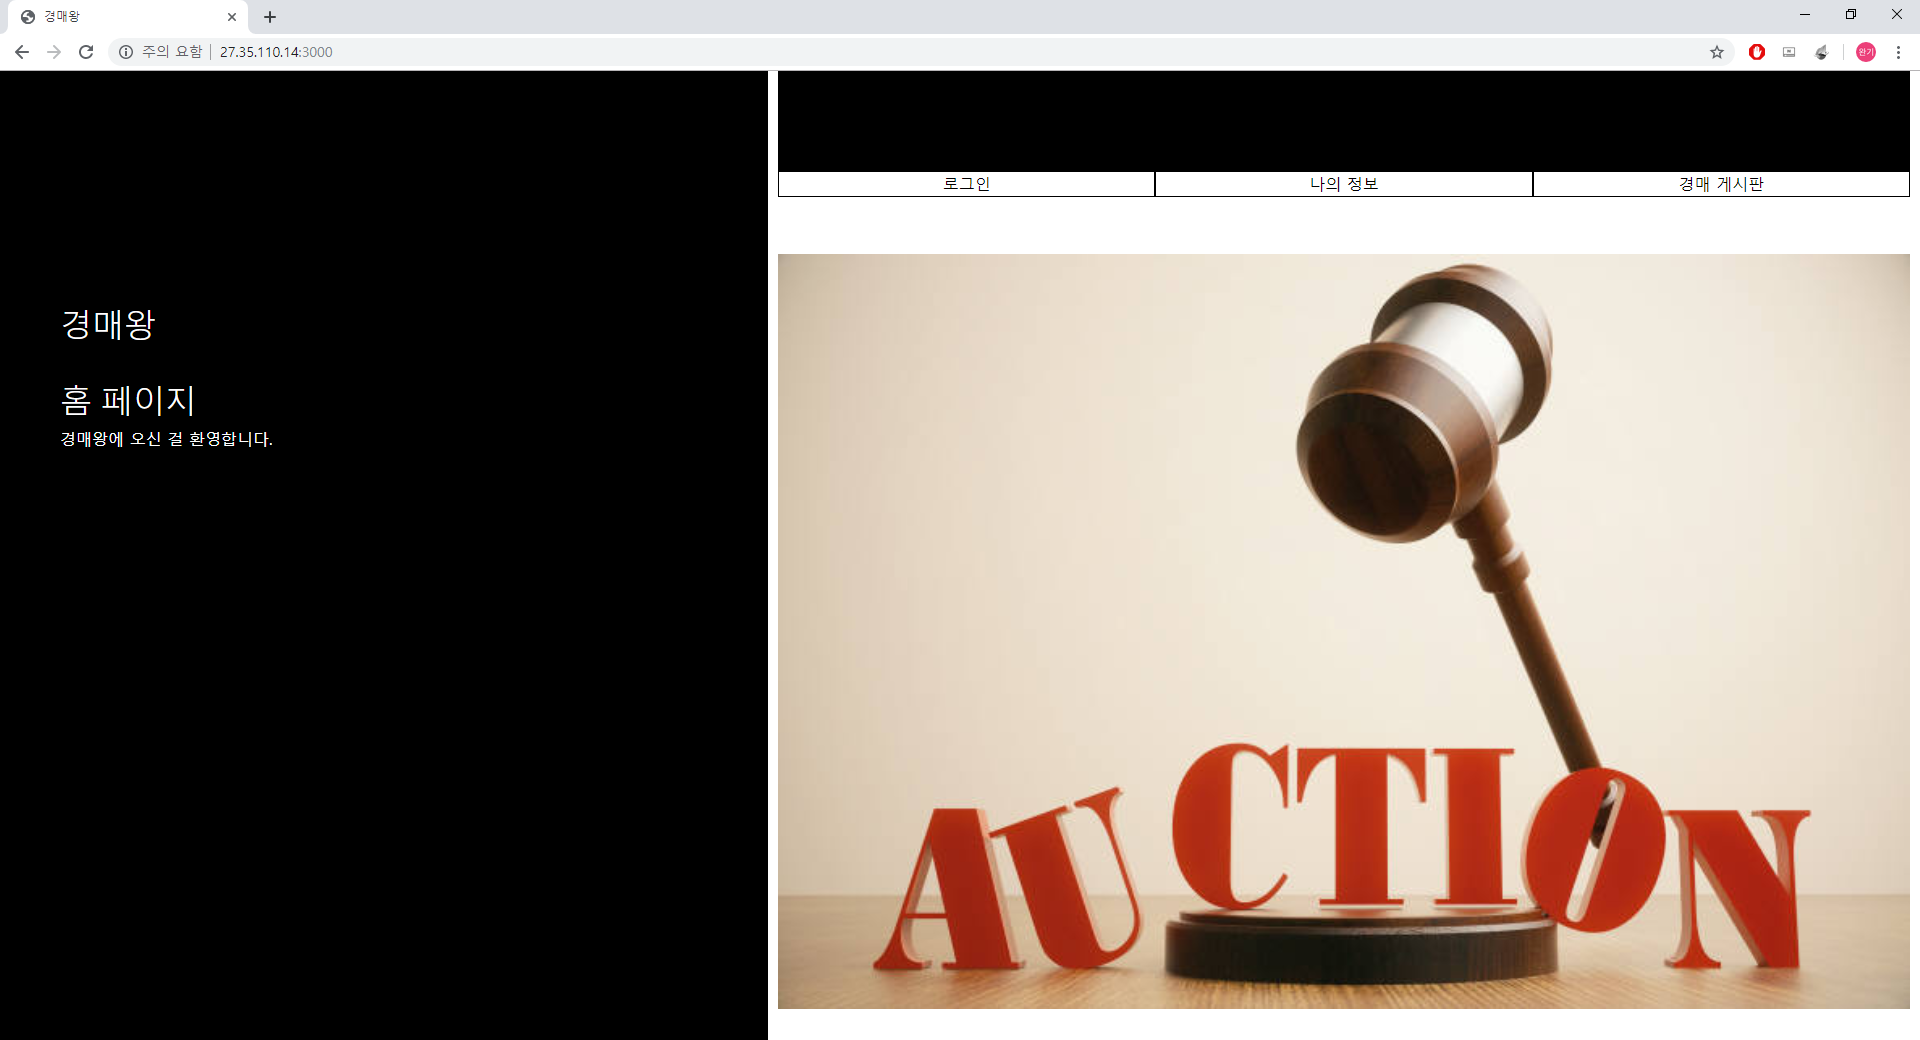 경매왕
주의 요함 27.35.110.14:3000
완기
로그인 나의 정보 경매 게시판
경매왕
홈 페이지
경매왕에 오신 걸 환영합니다.
AUCTION